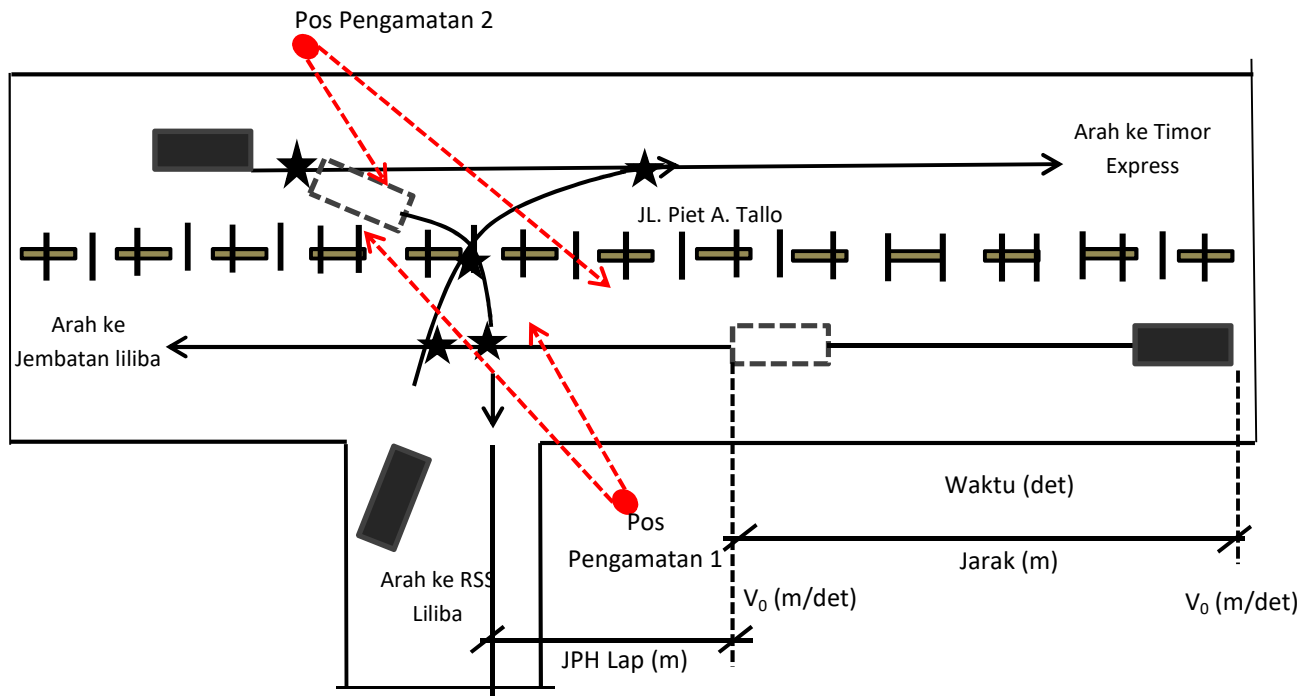 Pos Pengamatan 2
Arah ke Timor
Express
JL. Piet A. Tallo
Arah ke
Jembatan liliba
Waktu (det)
Pos
Pengamatan 1
Jarak (m)
Arah ke RSS
Liliba
V₀ (m/det)
V₀ (m/det)
JPH Lap (m)